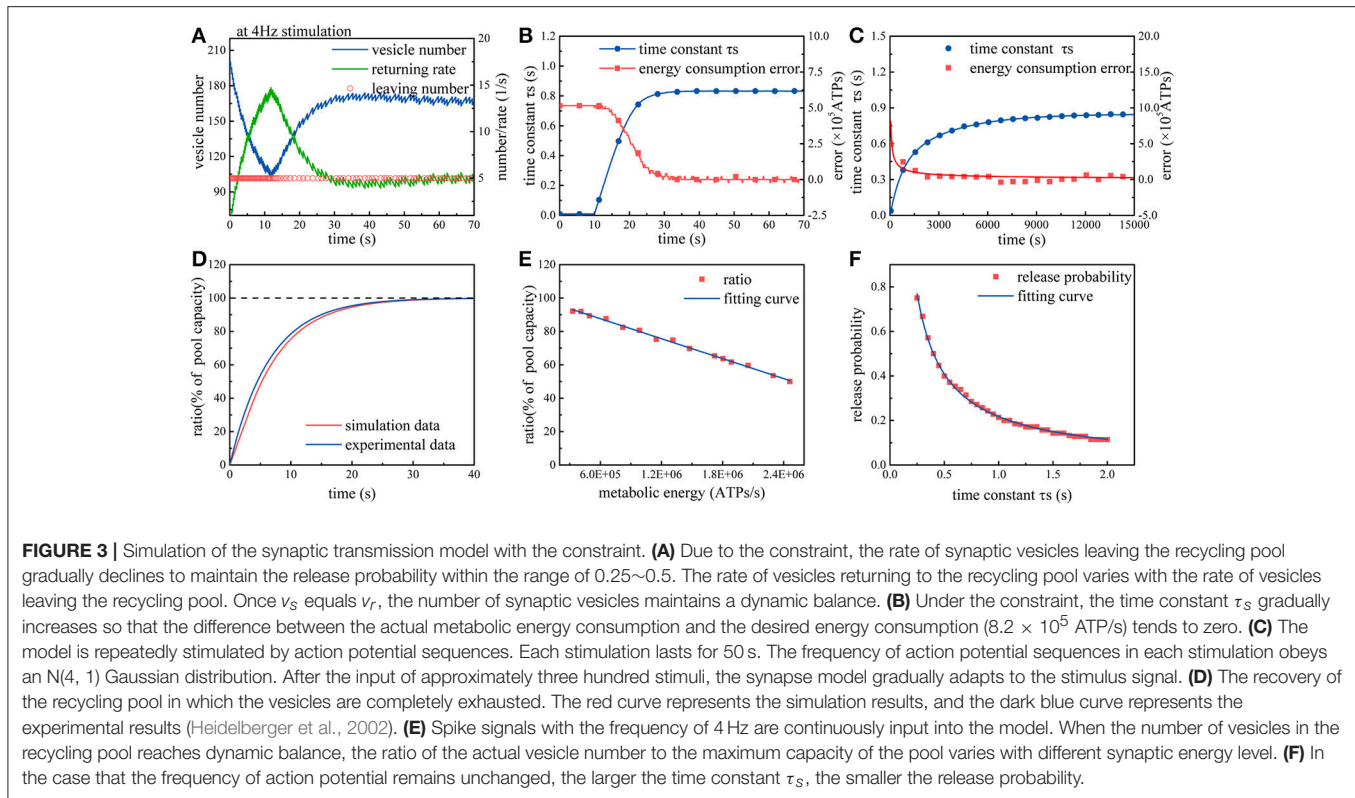 A
at 4Hz stimulation
vesicle number
returning rate
leaving number
210
180
150
120
90
vesicle number
20
15
10
5
number/rate (1/s)
0 10 20 30 40 50 60 70
time (s)
B
time constant τs
energy consumption error
1.2
1.0
0.8
0.6
0.4
0.2
0.0
time constant τs (s)
10.0
7.5
5.0
2.5
0.0
-2.5
error (×10⁵ATPs)
0 10 20 30 40 50 60 70
time (s)
C
time constant τs
energy consumption error
1.5
1.2
0.9
0.6
0.3
0.0
time constant τs (s)
20
15
10
5
0
-5.0
error (×10⁵ATPs)
0 3000 6000 9000 12000 15000
time (s)
D
120
100
80
60
40
20
0
ratio(% of pool capacity)
simulation data
experimental data
0 10 20 30 40
time (s)
E
120
100
80
60
40
20
0
ratio(% of pool capacity)
ratio
fitting curve
6.0E+05 1.2E+06 1.8E+06 2.4E+06
metabolic energy (ATPs/s)
F
0.8
0.6
0.4
0.2
0.0
release probability
release probability
fitting curve
0.0 0.5 1.0 1.5 2.0
time constant τs (s)
FIGURE 3 | Simulation of the synaptic transmission model with the constraint. (A) Due to the constraint, the rate of synaptic vesicles leaving the recycling pool
gradually declines to maintain the release probability within the range of 0.25~0.5. The rate of vesicles returning to the recycling pool varies with the rate of vesicles
leaving the recycling pool. Once vs equals vr, the number of synaptic vesicles maintains a dynamic balance. (B) Under the constraint, the time constant τs gradually
increases so that the difference between the actual metabolic energy consumption and the desired energy consumption (8.2 × 10⁵ ATP/s) tends to zero. (C) The
model is repeatedly stimulated by action potential sequences. Each stimulation lasts for 50 s. The frequency of action potential sequences in each stimulation obeys
an N(4, 1) Gaussian distribution. After the input of approximately three hundred stimuli, the synapse model gradually adapts to the stimulus signal. (D) The recovery of
the recycling pool in which the vesicles are completely exhausted. The red curve represents the simulation results, and the dark blue curve represents the
experimental results (Heidelberger et al., 2002). (E) Spike signals with the frequency of 4 Hz are continuously input into the model. When the number of vesicles in the
recycling pool reaches dynamic balance, the ratio of the actual vesicle number to the maximum capacity of the pool varies with different synaptic energy level. (F) In
the case that the frequency of action potential remains unchanged, the larger the time constant τs, the smaller the release probability.